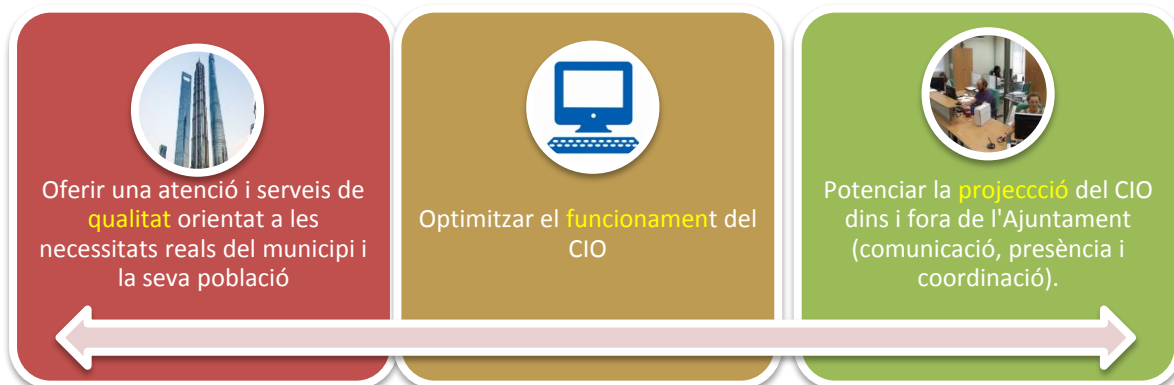 Oferir una atenció i serveis de
qualitat orientat a les
necessitats reals del municipi i
la seva població
Optimitzar el funcionament del
CIO
Potenciar la projeccció del CIO
dins i fora de l'Ajuntament
(comunicació, presència i
coordinació).